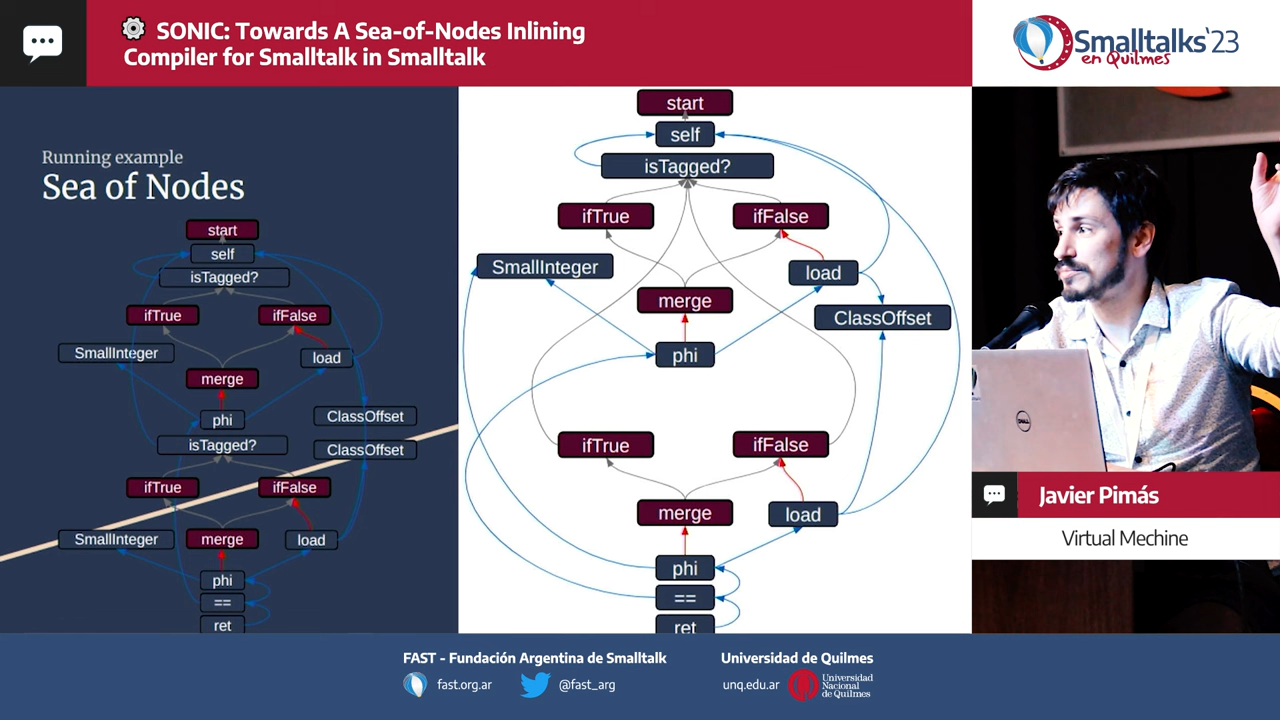 SONIC: Towards A Sea-of-Nodes Inlining
Compiler for Smalltalk in Smalltalk
Smalltalks'23
en Quilmes
Running example
Sea of Nodes
start
self
isTagged?
ifTrue
ifFalse
SmallInteger
load
merge
phi
ClassOffset
isTagged?
ClassOffset
ifTrue
ifFalse
SmallInteger
merge
load
phi
==
ret
start
self
isTagged?
ifTrue
ifFalse
SmallInteger
load
merge
ClassOffset
phi
ifTrue
ifFalse
merge
load
phi
==
ret
DELL
Javier Pimás
Virtual Mechine
FAST - Fundación Argentina de Smalltalk
fast.org.ar
@fast_arg
Universidad de Quilmes
unq.edu.ar
Universidad
Nacional
de Quilmes